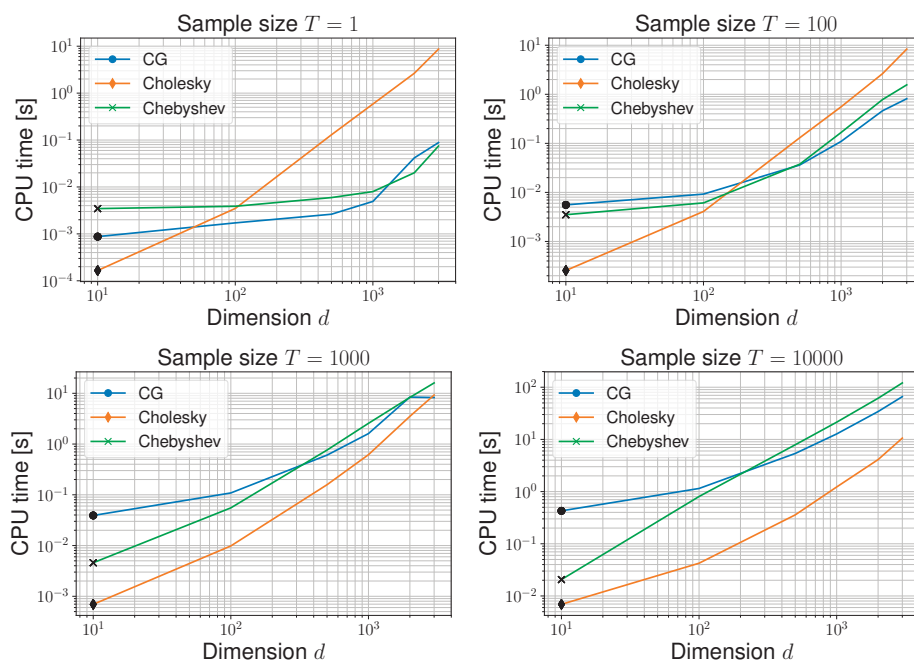 Sample size T = 1
CPU time [s]
10¹
10⁰
10⁻¹
10⁻²
10⁻³
10⁻⁴
CG
Cholesky
Chebyshev
10¹ 10² 10³
Dimension d
Sample size T = 100
CPU time [s]
10¹
10⁰
10⁻¹
10⁻²
10⁻³
CG
Cholesky
Chebyshev
10¹ 10² 10³
Dimension d
Sample size T = 1000
CPU time [s]
10¹
10⁰
10⁻¹
10⁻²
10⁻³
CG
Cholesky
Chebyshev
10¹ 10² 10³
Dimension d
Sample size T = 10000
CPU time [s]
10²
10¹
10⁰
10⁻¹
10⁻²
CG
Cholesky
Chebyshev
10¹ 10² 10³
Dimension d